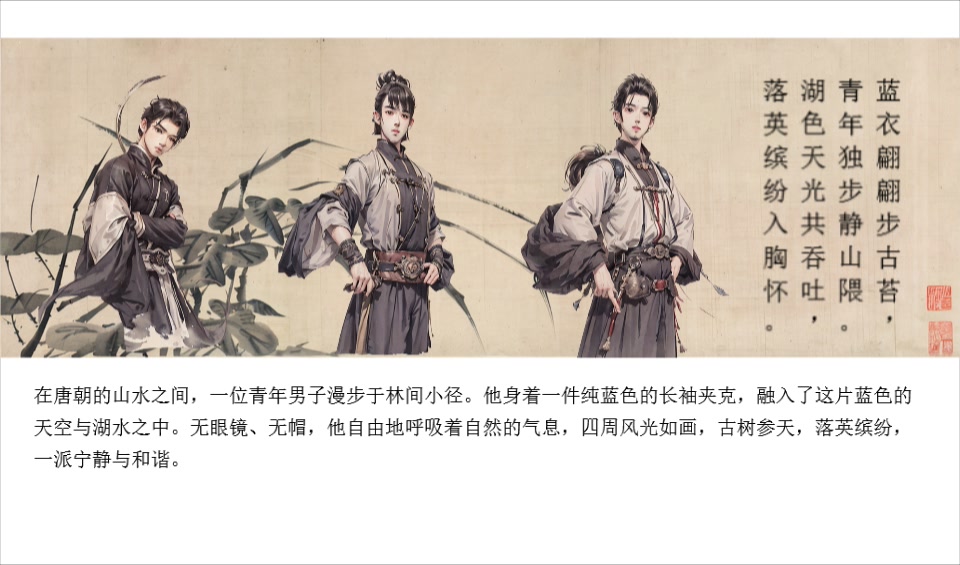 蓝衣翩翩步古苔，
青年独步静山隈。
湖色天光共吞吐，
落英缤纷入胸怀。
在唐朝的山水之间，一位青年男子漫步于林间小径。他身着一件纯蓝色的长袖夹克，融入了这片蓝色的
天空与湖水之中。无眼镜、无帽，他自由地呼吸着自然的气息，四周风光如画，古树参天，落英缤纷，
一派宁静与和谐。